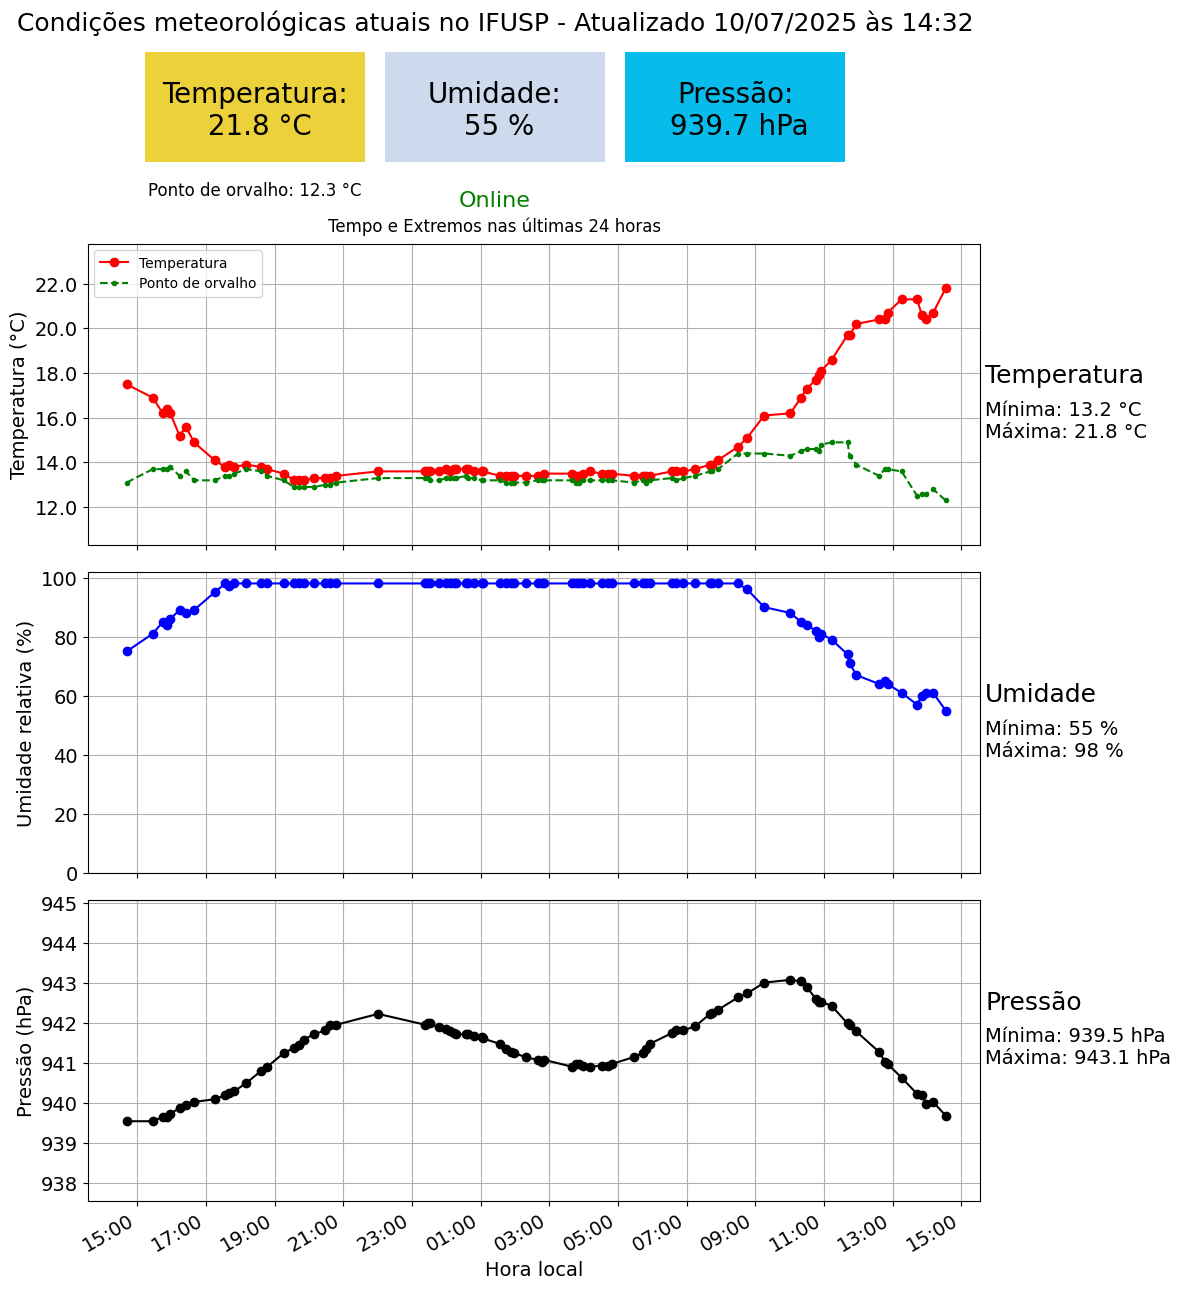 Condições meteorológicas atuais no IFUSP - Atualizado 10/07/2025 às 14:32
Temperatura:
21.8 °C
Umidade:
55 %
Pressão:
939.7 hPa
Ponto de orvalho: 12.3 °C
Online
Tempo e Extremos nas últimas 24 horas
Temperatura (°C)
22.0
20.0
18.0
16.0
14.0
12.0
Temperatura
Ponto de orvalho
Temperatura
Mínima: 13.2 °C
Máxima: 21.8 °C
Umidade relativa (%)
100
80
60
40
20
0
Umidade
Mínima: 55 %
Máxima: 98 %
Pressão (hPa)
945
944
943
942
941
940
939
938
Pressão
Mínima: 939.5 hPa
Máxima: 943.1 hPa
15:00
17:00
19:00
21:00
23:00
01:00
03:00
05:00
07:00
09:00
11:00
13:00
15:00
Hora local